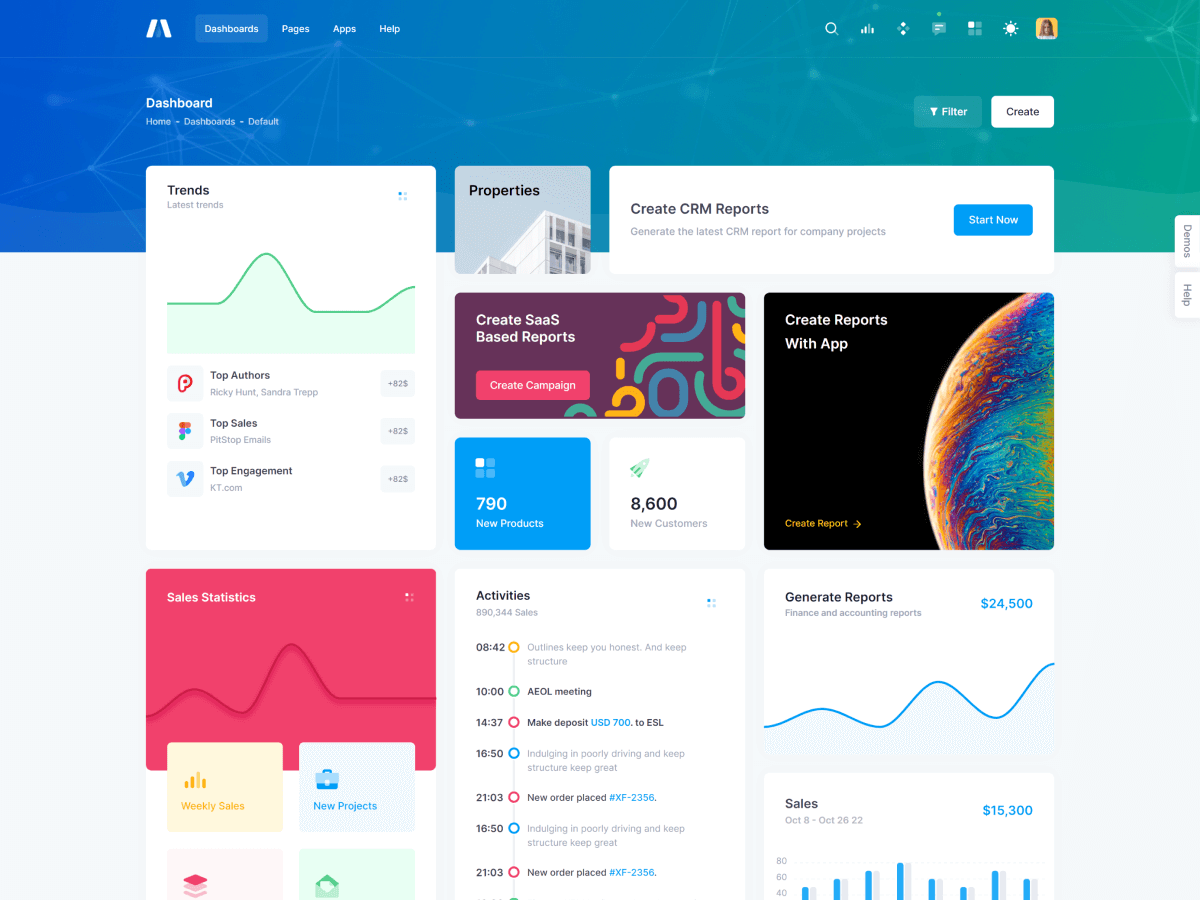 Dashboards
Pages
Apps
Help
Dashboard
Home - Dashboards - Default
Filter
Create
Demos
Help
Trends
Latest trends
Top Authors
Ricky Hunt, Sandra Trepp
+82$
Top Sales
PitStop Emails
+82$
Top Engagement
KT.com
+82$
Properties
Create CRM Reports
Generate the latest CRM report for company projects
Start Now
Create SaaS
Based Reports
Create Campaign
Create Reports
With App
Create Report →
790
New Products
8,600
New Customers
Sales Statistics
Weekly Sales
New Projects
Activities
890,344 Sales
08:42 Outlines keep you honest. And keep
structure
10:00 AEOL meeting
14:37 Make deposit USD 700. to ESL
16:50 Indulging in poorly driving and keep
structure keep great
21:03 New order placed #XF-2356.
16:50 Indulging in poorly driving and keep
structure keep great
21:03 New order placed #XF-2356.
Generate Reports
Finance and accounting reports
$24,500
Sales
Oct 8 - Oct 26 22
$15,300
80
60
40